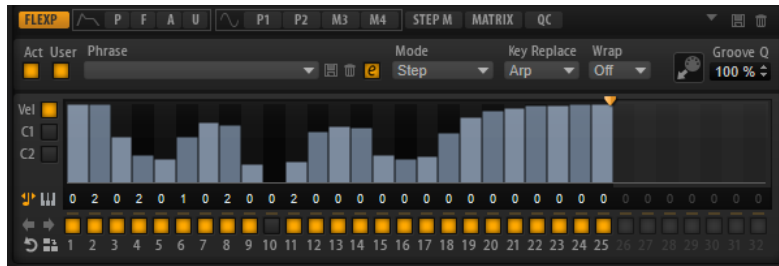 FLEXP P F A U P1 P2 M3 M4 STEP M MATRIX QC
Act User Phrase Mode Key Replace Wrap Groove Q
e Step Arp Off 100 %
Vel
C1
C2
0 2 0 2 0 1 0 2 0 0 2 0 0 0 0 0 0 0 0 0 0 0 0 0 0 0 0 0 0 0 0 0
1 2 3 4 5 6 7 8 9 10 11 12 13 14 15 16 17 18 19 20 21 22 23 24 25 26 27 28 29 30 31 32